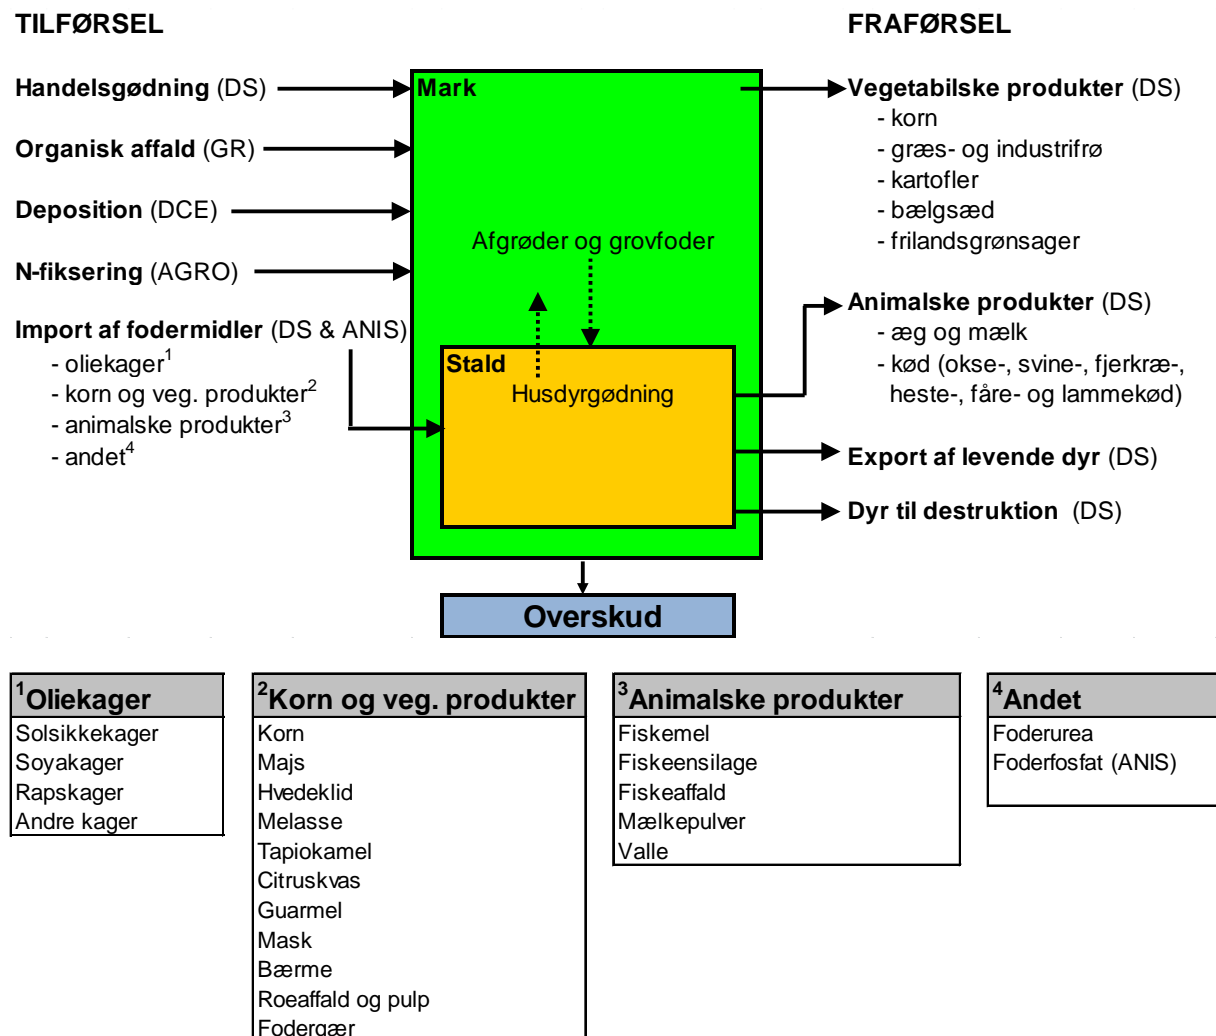 TILFØRSEL
Handelsgødning (DS)
Organisk affald (GR)
Deposition (DCE)
N-fiksering (AGRO)
Import af fodermidler (DS & ANIS)
- oliekager1
- korn og veg. produkter2
- animalske produkter3
- andet4
Mark
Afgrøder og grovfoder
Stald
Husdyrgødning
Overskud
FRAFØRSEL
Vegetabilske produkter (DS)
- korn
- græs- og industrifrø
- kartofler
- bælgsæd
- frilandsgrønsager
Animalske produkter (DS)
- æg og mælk
- kød (okse-, svine-, fjerkræ-,
heste-, fåre- og lammekød)
Export af levende dyr (DS)
Dyr til destruktion (DS)
1Oliekager
Solsikkekager
Soyakager
Rapskager
Andre kager
2Korn og veg. produkter
Korn
Majs
Hvedeklid
Melasse
Tapiokamel
Citruskvas
Guarmel
Mask
Bærme
Roeaffald og pulp
Fodergær
3Animalske produkter
Fiskemel
Fiskeensilage
Fiskeaffald
Mælkepulver
Valle
4Andet
Foderurea
Foderfosfat (ANIS)